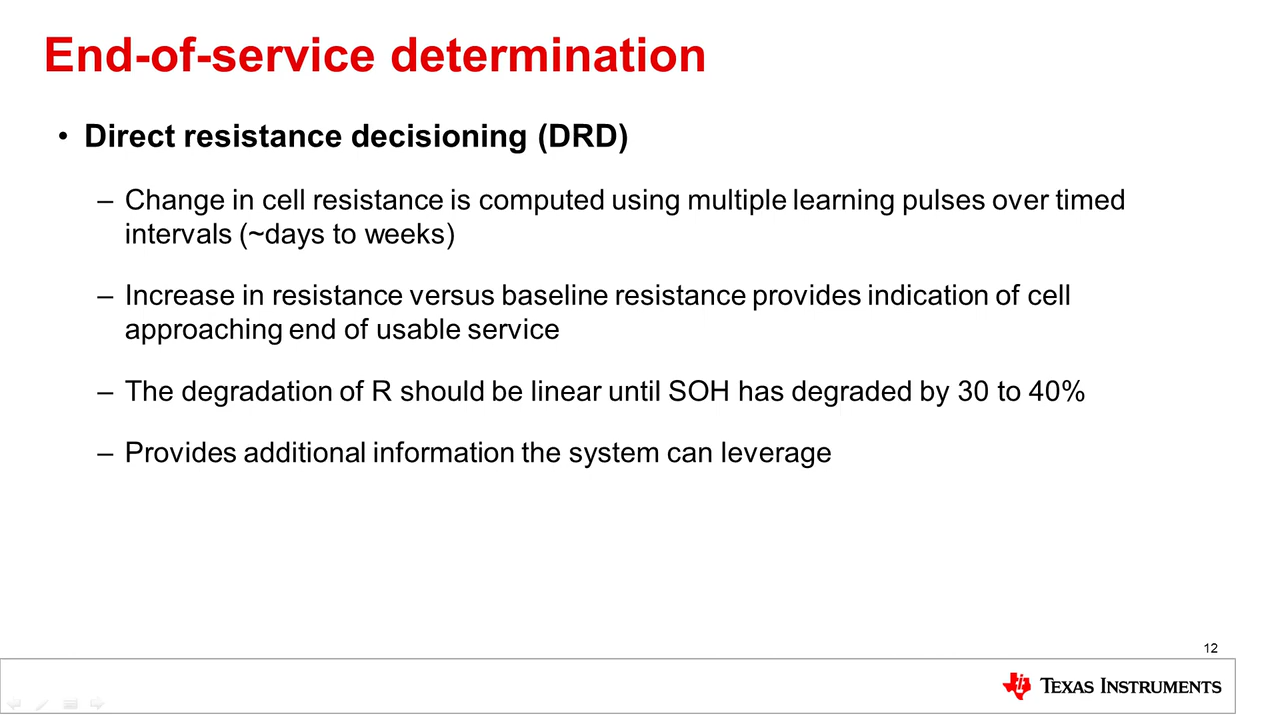 End-of-service determination
• Direct resistance decisioning (DRD)
– Change in cell resistance is computed using multiple learning pulses over timed
intervals (~days to weeks)
– Increase in resistance versus baseline resistance provides indication of cell
approaching end of usable service
– The degradation of R should be linear until SOH has degraded by 30 to 40%
– Provides additional information the system can leverage
12
TEXAS INSTRUMENTS